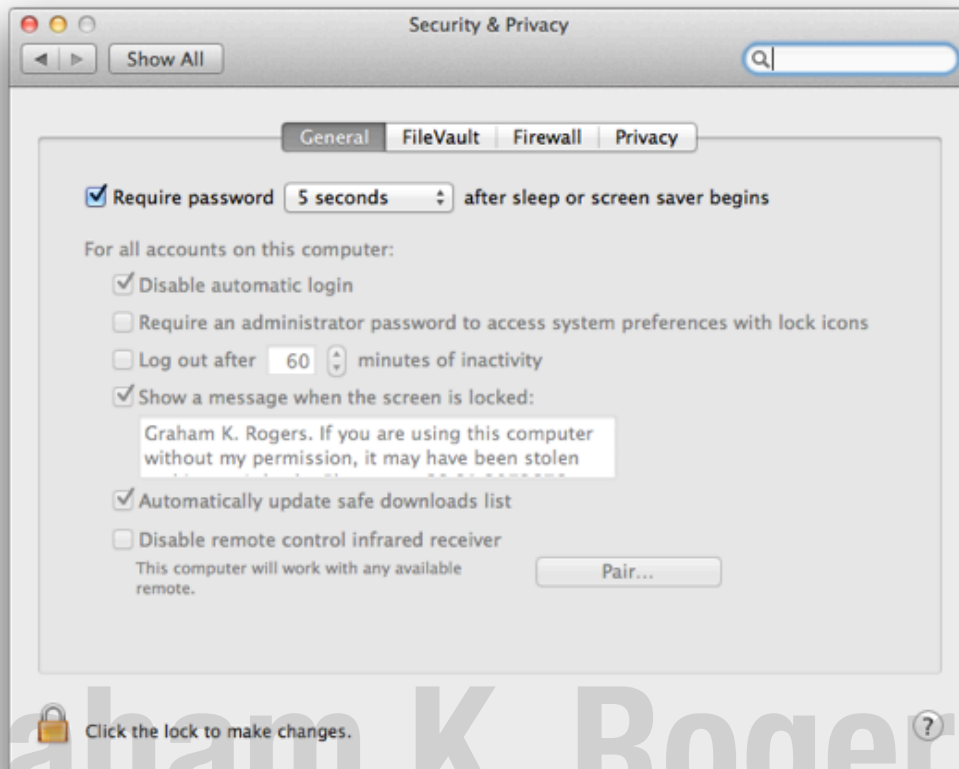 Security & Privacy
Show All
General FileVault Firewall Privacy
Require password 5 seconds after sleep or screen saver begins
For all accounts on this computer:
Disable automatic login
Require an administrator password to access system preferences with lock icons
Log out after 60 minutes of inactivity
Show a message when the screen is locked:
Graham K. Rogers. If you are using this computer
without my permission, it may have been stolen
Automatically update safe downloads list
Disable remote control infrared receiver
This computer will work with any available
remote.
Pair...
Click the lock to make changes.
?
aham K. Roger